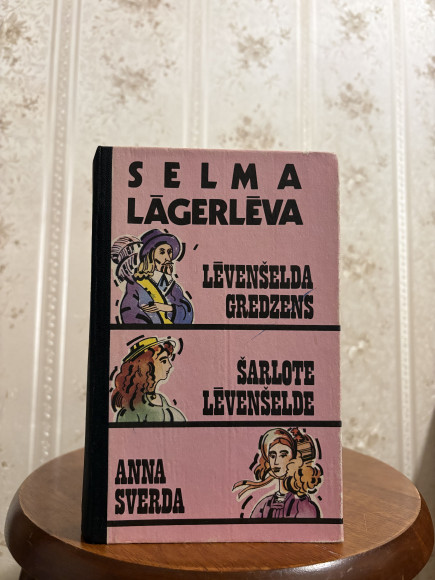 SELMA
LĀGERLĒVA
LĒVENŠELDA
GREDZENS
ŠARLOTE
LĒVENŠELDE
ANNA
SVERDA